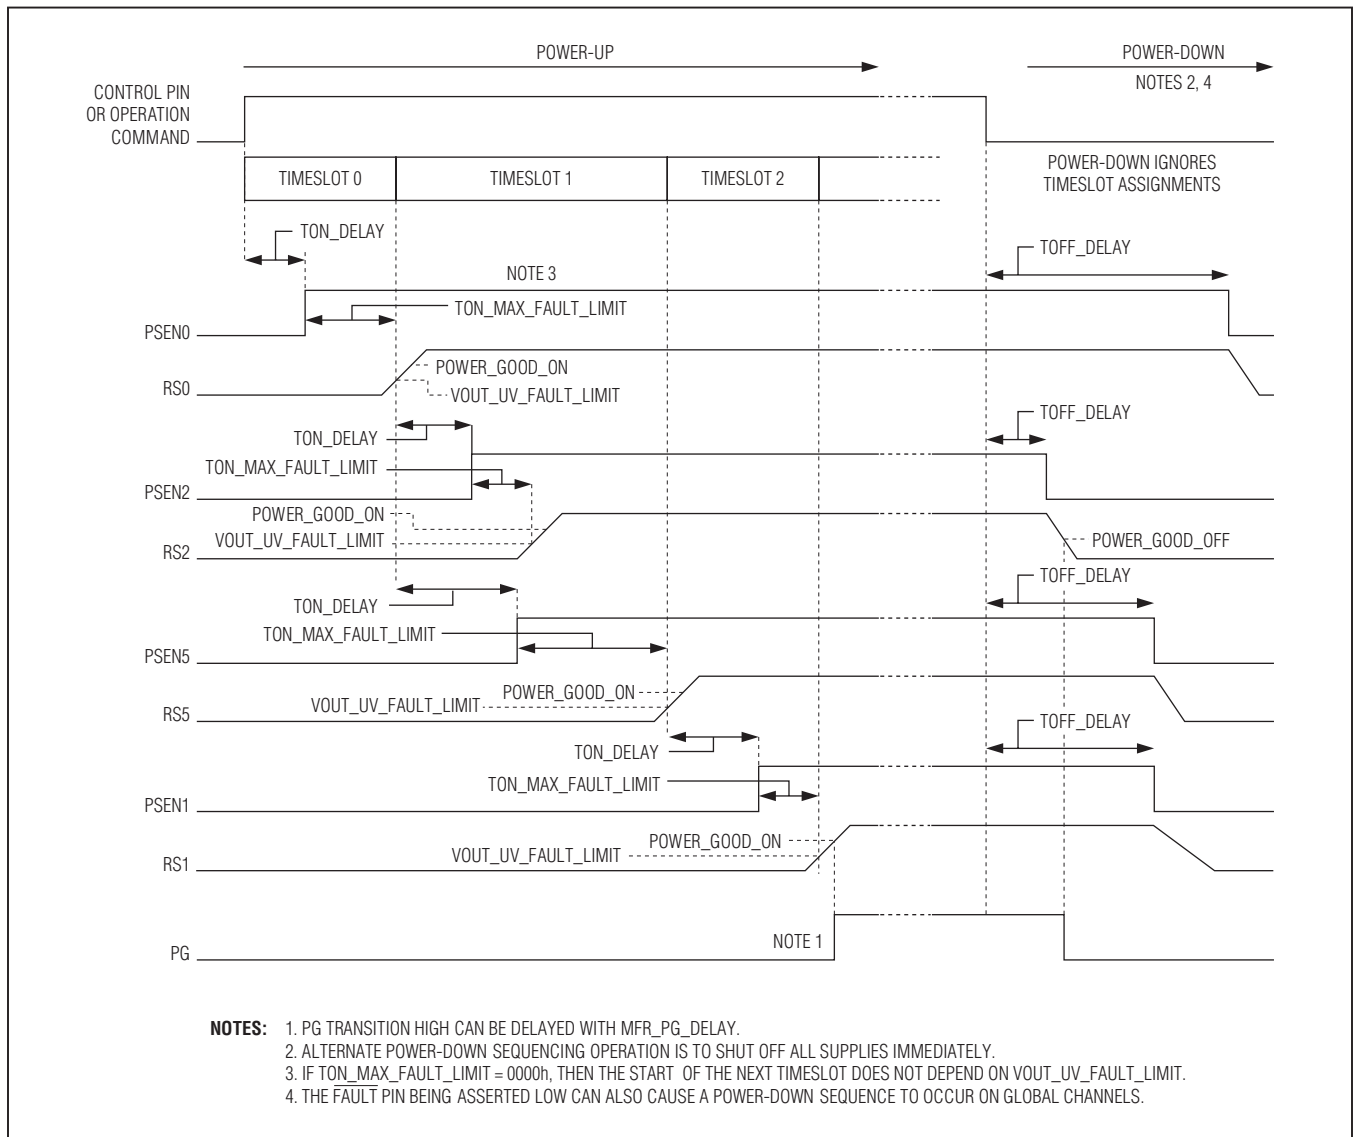 POWER-UP
POWER-DOWN
NOTES 2, 4
CONTROL PIN
OR OPERATION
COMMAND
TIMESLOT 0
TIMESLOT 1
TIMESLOT 2
POWER-DOWN IGNORES
TIMESLOT ASSIGNMENTS
TON_DELAY
TOFF_DELAY
NOTE 3
TON_MAX_FAULT_LIMIT
PSEN0
POWER_GOOD_ON
RS0
VOUT_UV_FAULT_LIMIT
TOFF_DELAY
TON_DELAY
TON_MAX_FAULT_LIMIT
PSEN2
POWER_GOOD_ON
VOUT_UV_FAULT_LIMIT
POWER_GOOD_OFF
RS2
TOFF_DELAY
TON_DELAY
TON_MAX_FAULT_LIMIT
PSEN5
POWER_GOOD_ON
VOUT_UV_FAULT_LIMIT
RS5
TOFF_DELAY
TON_DELAY
TON_MAX_FAULT_LIMIT
PSEN1
POWER_GOOD_ON
VOUT_UV_FAULT_LIMIT
RS1
NOTE 1
PG
NOTES: 1. PG TRANSITION HIGH CAN BE DELAYED WITH MFR_PG_DELAY.
2. ALTERNATE POWER-DOWN SEQUENCING OPERATION IS TO SHUT OFF ALL SUPPLIES IMMEDIATELY.
3. IF TON_MAX_FAULT_LIMIT = 0000h, THEN THE START OF THE NEXT TIMESLOT DOES NOT DEPEND ON VOUT_UV_FAULT_LIMIT.
4. THE FAULT PIN BEING ASSERTED LOW CAN ALSO CAUSE A POWER-DOWN SEQUENCE TO OCCUR ON GLOBAL CHANNELS.